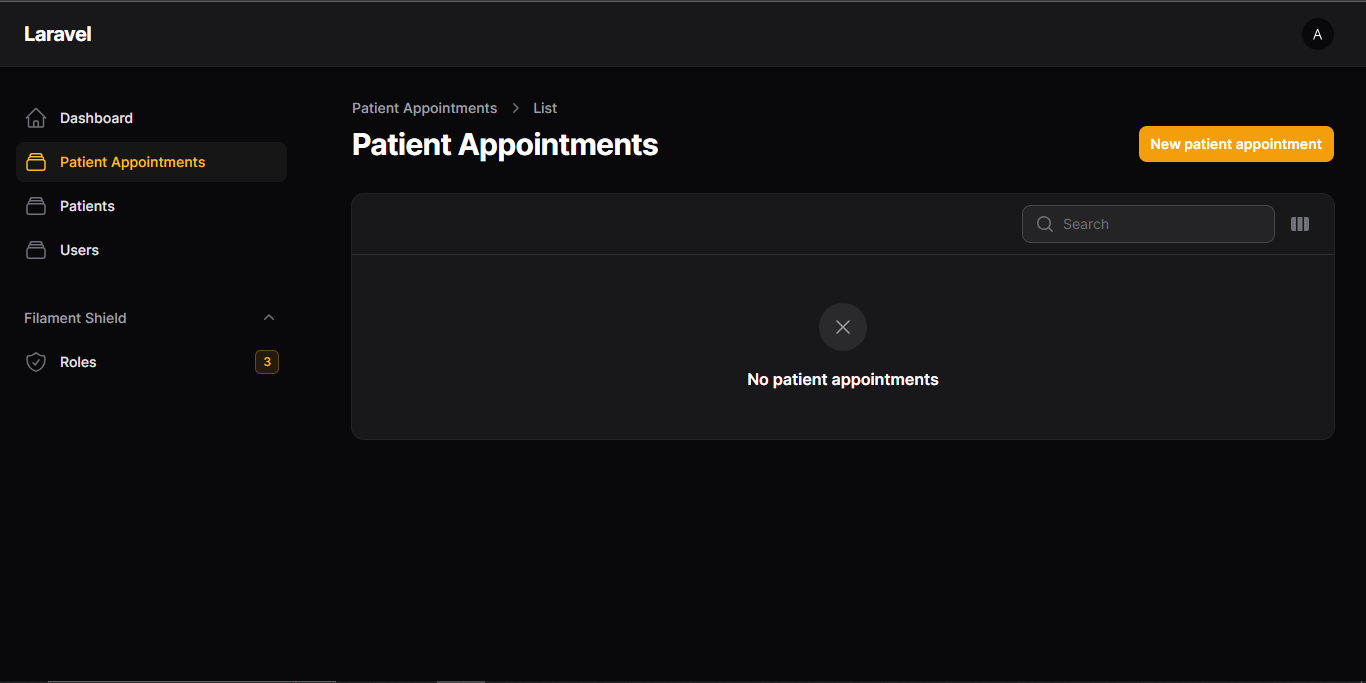 Laravel
A
Dashboard
Patient Appointments
Patients
Users
Filament Shield
Roles
3
Patient Appointments > List
Patient Appointments
New patient appointment
Search
No patient appointments